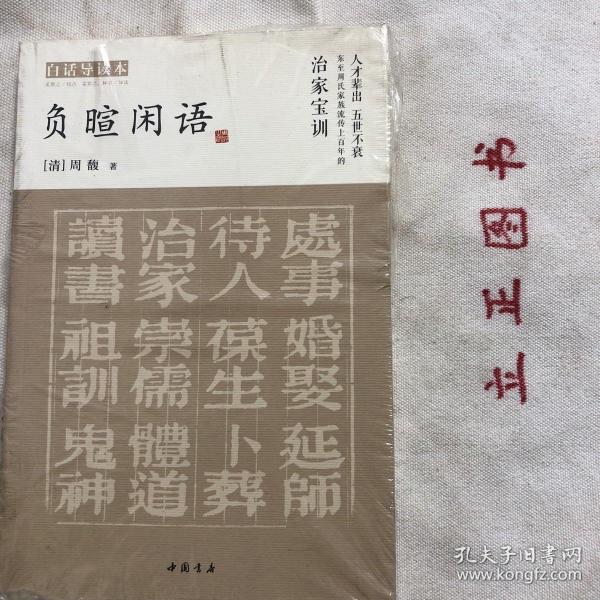 白话导读本
负暄闲语
[清]周馥 著
人才辈出 五世不衰
东至周氏家族流传上百年的
治家宝训
處事 婚娶 延師
待人 葆生 卜葬
治家 崇儒 體道
讀書 祖訓 鬼神
中国书店
立正图书
孔夫子旧书网
www.kongfz.com